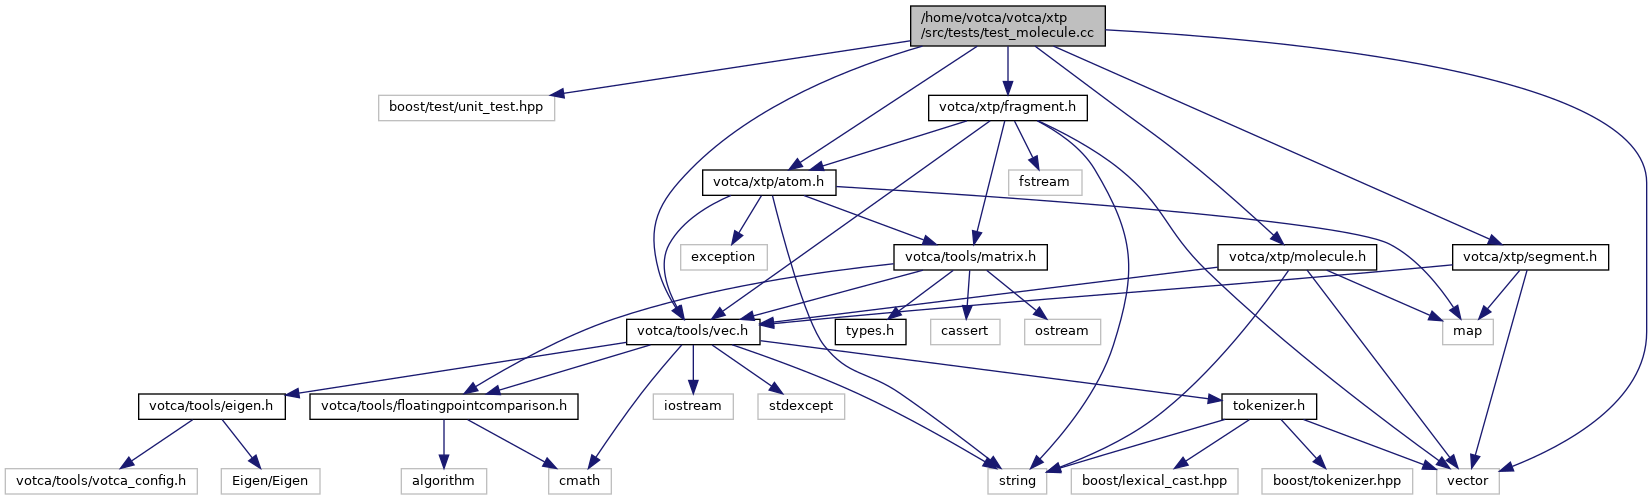 /home/votca/votca/xtp
/src/tests/test_molecule.cc
boost/test/unit_test.hpp
votca/xtp/fragment.h
votca/xtp/atom.h
fstream
exception
votca/tools/matrix.h
votca/xtp/molecule.h
votca/xtp/segment.h
votca/tools/vec.h
types.h
cassert
ostream
map
votca/tools/eigen.h
votca/tools/floatingpointcomparison.h
iostream
stdexcept
tokenizer.h
votca/tools/votca_config.h
Eigen/Eigen
algorithm
cmath
string
boost/lexical_cast.hpp
boost/tokenizer.hpp
vector